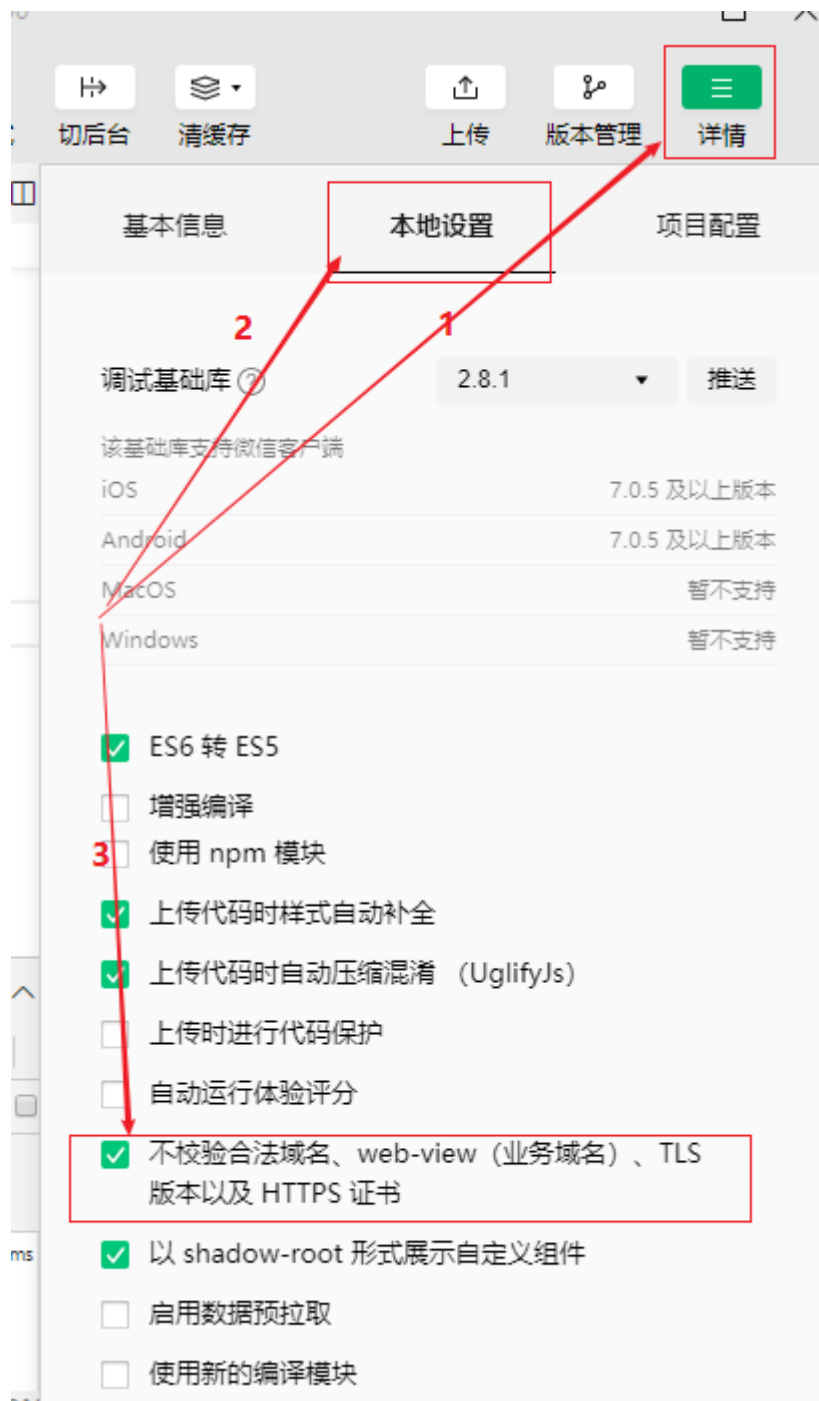 切后台
清缓存
上传
版本管理
详情
基本信息
本地设置
项目配置
2
1
调试基础库
2.8.1
推送
该基础库支持微信客户端
iOS
7.0.5 及以上版本
Android
7.0.5 及以上版本
MacOS
暂不支持
Windows
暂不支持
ES6 转 ES5
增强编译
3
使用 npm 模块
上传代码时样式自动补全
上传代码时自动压缩混淆 （UglifyJs）
上传时进行代码保护
自动运行体验评分
不校验合法域名、web-view（业务域名）、TLS
版本以及 HTTPS 证书
ms
以 shadow-root 形式展示自定义组件
启用数据预拉取
使用新的编译模块